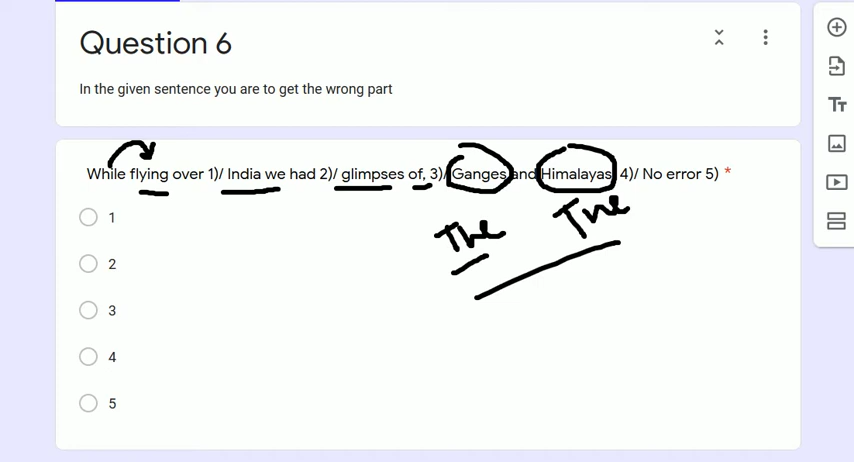 Question 6
In the given sentence you are to get the wrong part
While flying over 1)/ India we had 2)/ glimpses of, 3)/ Ganges and Himalayas 4)/ No error 5) *
The The
1
2
3
4
5
Tт